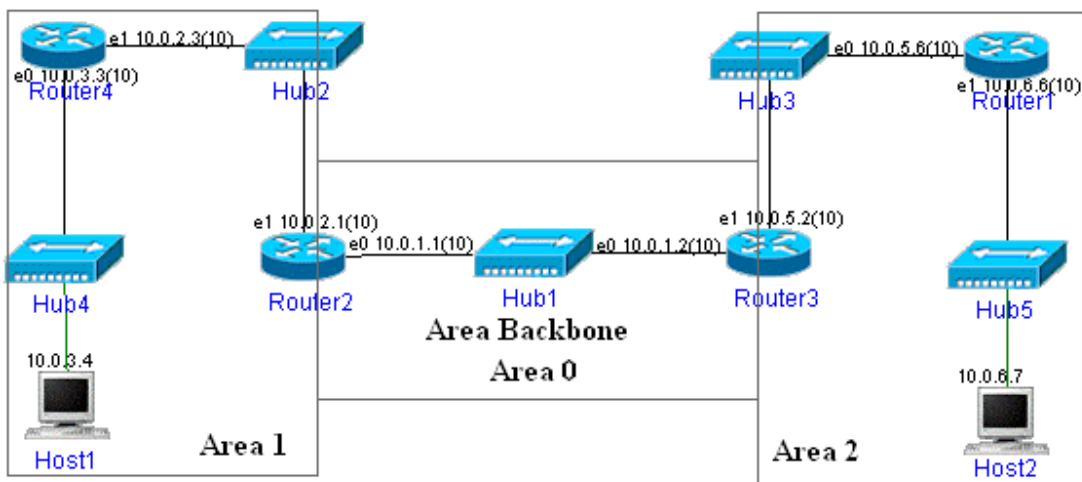 e1 10.0.2.3(10)
e0 10.0.3.3(10)
Router4
Hub2
e0 10.0.5.6(10)
Hub3
e1 10.0.6.6(10)
Router1
e1 10.0.2.1(10)
e0 10.0.1.1(10)
Router2
Hub1
e0 10.0.1.2(10)
e1 10.0.5.2(10)
Router3
Hub4
Hub5
Area Backbone
Area 0
10.0.3.4
Host1
Area 1
Area 2
10.0.6.7
Host2